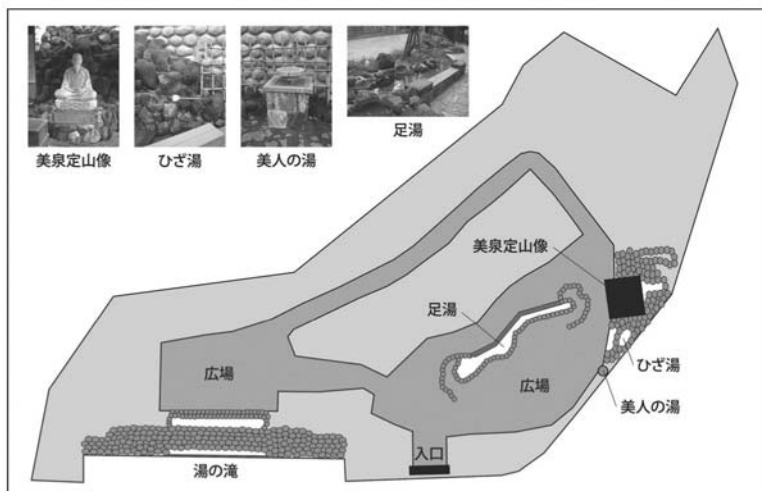 美泉定山像
ひざ湯
美人の湯
足湯
美泉定山像
足湯
広場
広場
ひざ湯
美人の湯
入口
湯の滝